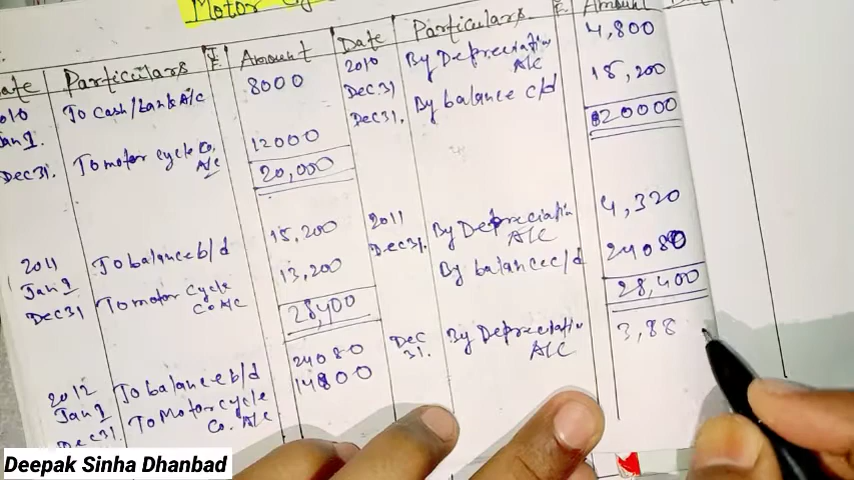 Motor
Date Particulars J.F. Amount Date Particulars F. Amount
2010 To Cash/bank A/c 8000 2010 By Depreciation 4,800
Jan 1. Dec 31 A/c
Dec 31. To motor cycle Co. 12000 Dec 31. By balance c/d 15,200
A/c 20,000 20000
2011 To balance b/d 15,200 2011 By Depreciation 4,320
Jan 1 Dec 31. A/c
Dec 31 To motor cycle 13,200 By balance c/d 24080
Co A/c 28,400 28,400
2012 To balance b/d 24080 Dec By Depreciation 3,88
Jan 1 31. A/c
Dec 31. To Motor cycle 14800
Co. A/c
Deepak Sinha Dhanbad